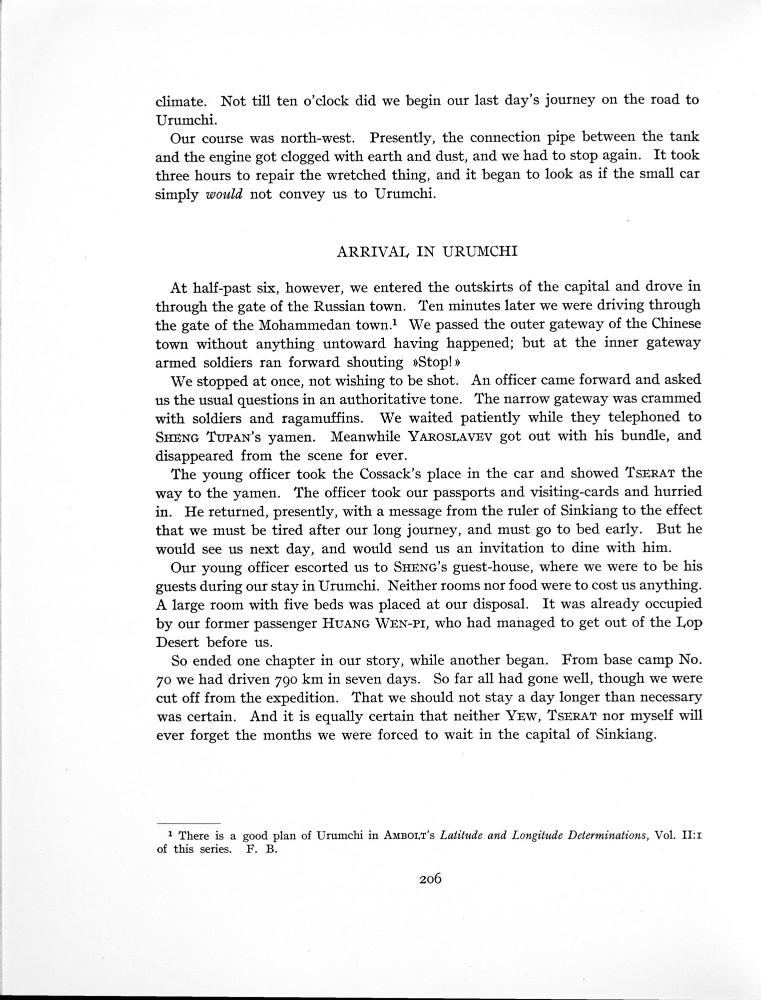 climate. Not till ten o'clock did we begin our last day's journey on the road to
Urumchi.
Our course was north-west. Presently, the connection pipe between the tank
and the engine got clogged with earth and dust, and we had to stop again. It took
three hours to repair the wretched thing, and it began to look as if the small car
simply would not convey us to Urumchi.
ARRIVAL IN URUMCHI
At half-past six, however, we entered the outskirts of the capital and drove in
through the gate of the Russian town. Ten minutes later we were driving through
the gate of the Mohammedan town.¹ We passed the outer gateway of the Chinese
town without anything untoward having happened; but at the inner gateway
armed soldiers ran forward shouting »Stop!»
We stopped at once, not wishing to be shot. An officer came forward and asked
us the usual questions in an authoritative tone. The narrow gateway was crammed
with soldiers and ragamuffins. We waited patiently while they telephoned to
SHENG TUPAN's yamen. Meanwhile YAROSLAVEV got out with his bundle, and
disappeared from the scene for ever.
The young officer took the Cossack's place in the car and showed TSERAT the
way to the yamen. The officer took our passports and visiting-cards and hurried
in. He returned, presently, with a message from the ruler of Sinkiang to the effect
that we must be tired after our long journey, and must go to bed early. But he
would see us next day, and would send us an invitation to dine with him.
Our young officer escorted us to SHENG's guest-house, where we were to be his
guests during our stay in Urumchi. Neither rooms nor food were to cost us anything.
A large room with five beds was placed at our disposal. It was already occupied
by our former passenger HUANG WEN-PI, who had managed to get out of the Lop
Desert before us.
So ended one chapter in our story, while another began. From base camp No.
70 we had driven 790 km in seven days. So far all had gone well, though we were
cut off from the expedition. That we should not stay a day longer than necessary
was certain. And it is equally certain that neither YEW, TSERAT nor myself will
ever forget the months we were forced to wait in the capital of Sinkiang.
¹ There is a good plan of Urumchi in AMBOLT's Latitude and Longitude Determinations, Vol. II:1
of this series. F. B.
206